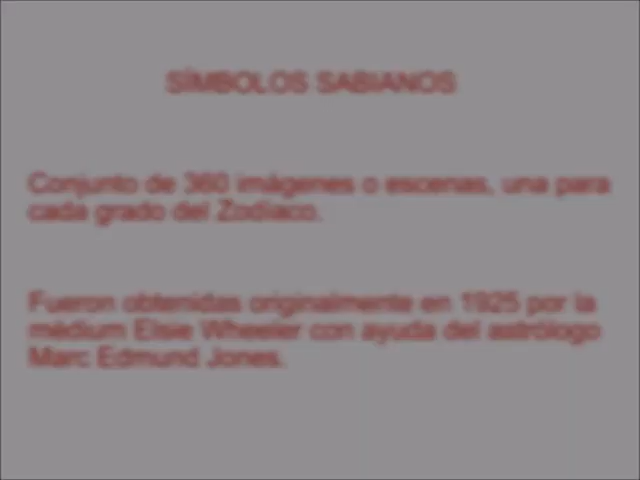 SÍMBOLOS SABIANOS
Conjunto de 360 imágenes o escenas, una para
cada grado del Zodíaco.
Fueron obtenidas originalmente en 1925 por la
médium Elsie Wheeler con ayuda del astrólogo
Marc Edmund Jones.